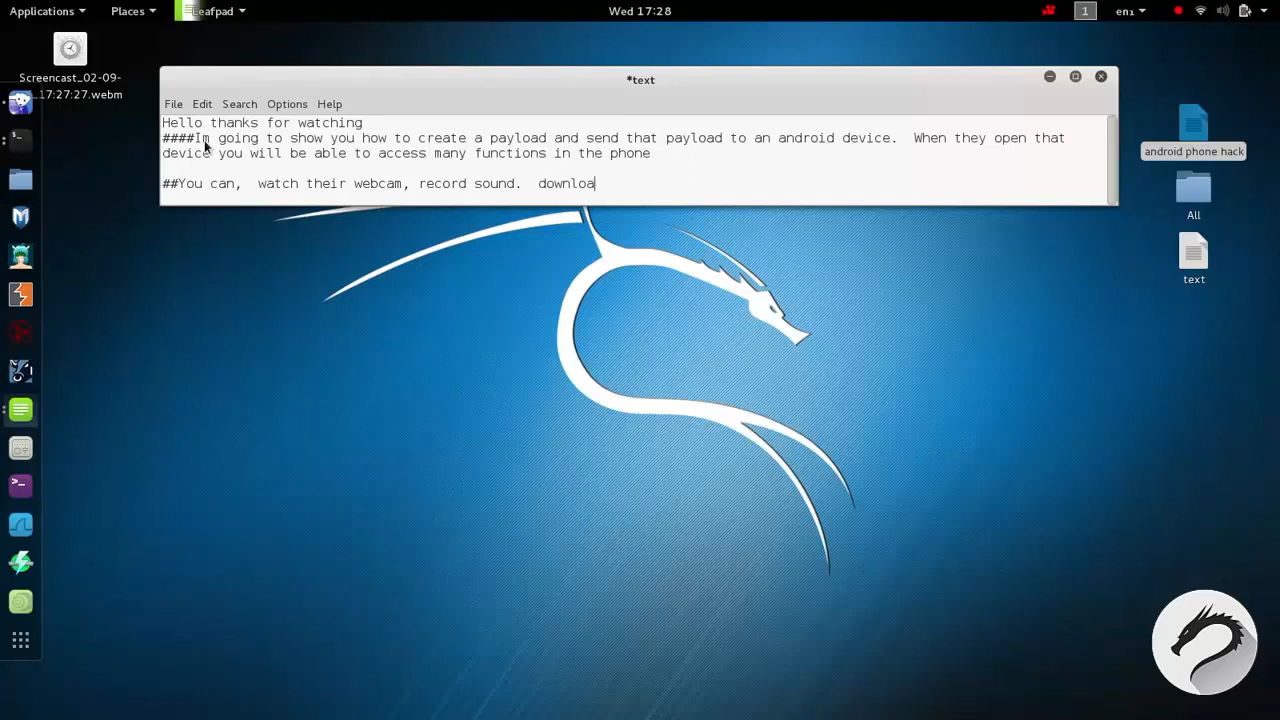 Applications Places Leafpad Wed 17:28 1 en1
Screencast_02-09-
_17:27:27.webm
*text
File Edit Search Options Help
Hello thanks for watching
####Im going to show you how to create a payload and send that payload to an android device.  When they open that
device you will be able to access many functions in the phone
##You can,  watch their webcam, record sound.  downloa
android phone hack
All
text